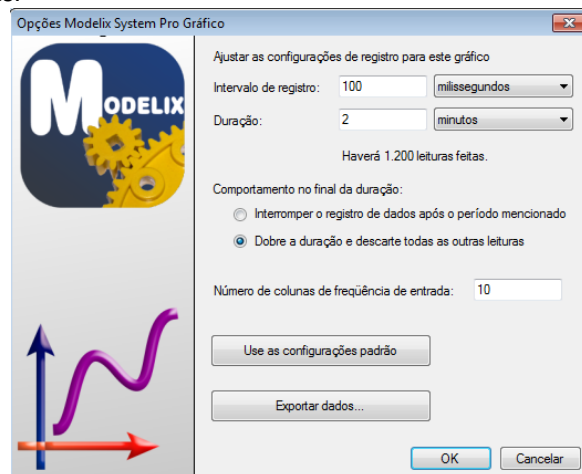 Opções Modelix System Pro Gráfico
MODELIX
Ajustar as configurações de registro para este gráfico
Intervalo de registro: 100 milissegundos
Duração: 2 minutos
Haverá 1.200 leituras feitas.
Comportamento no final da duração:
Interromper o registro de dados após o período mencionado
Dobre a duração e descarte todas as outras leituras
Número de colunas de freqüência de entrada: 10
Use as configurações padrão
Exportar dados...
OK Cancelar